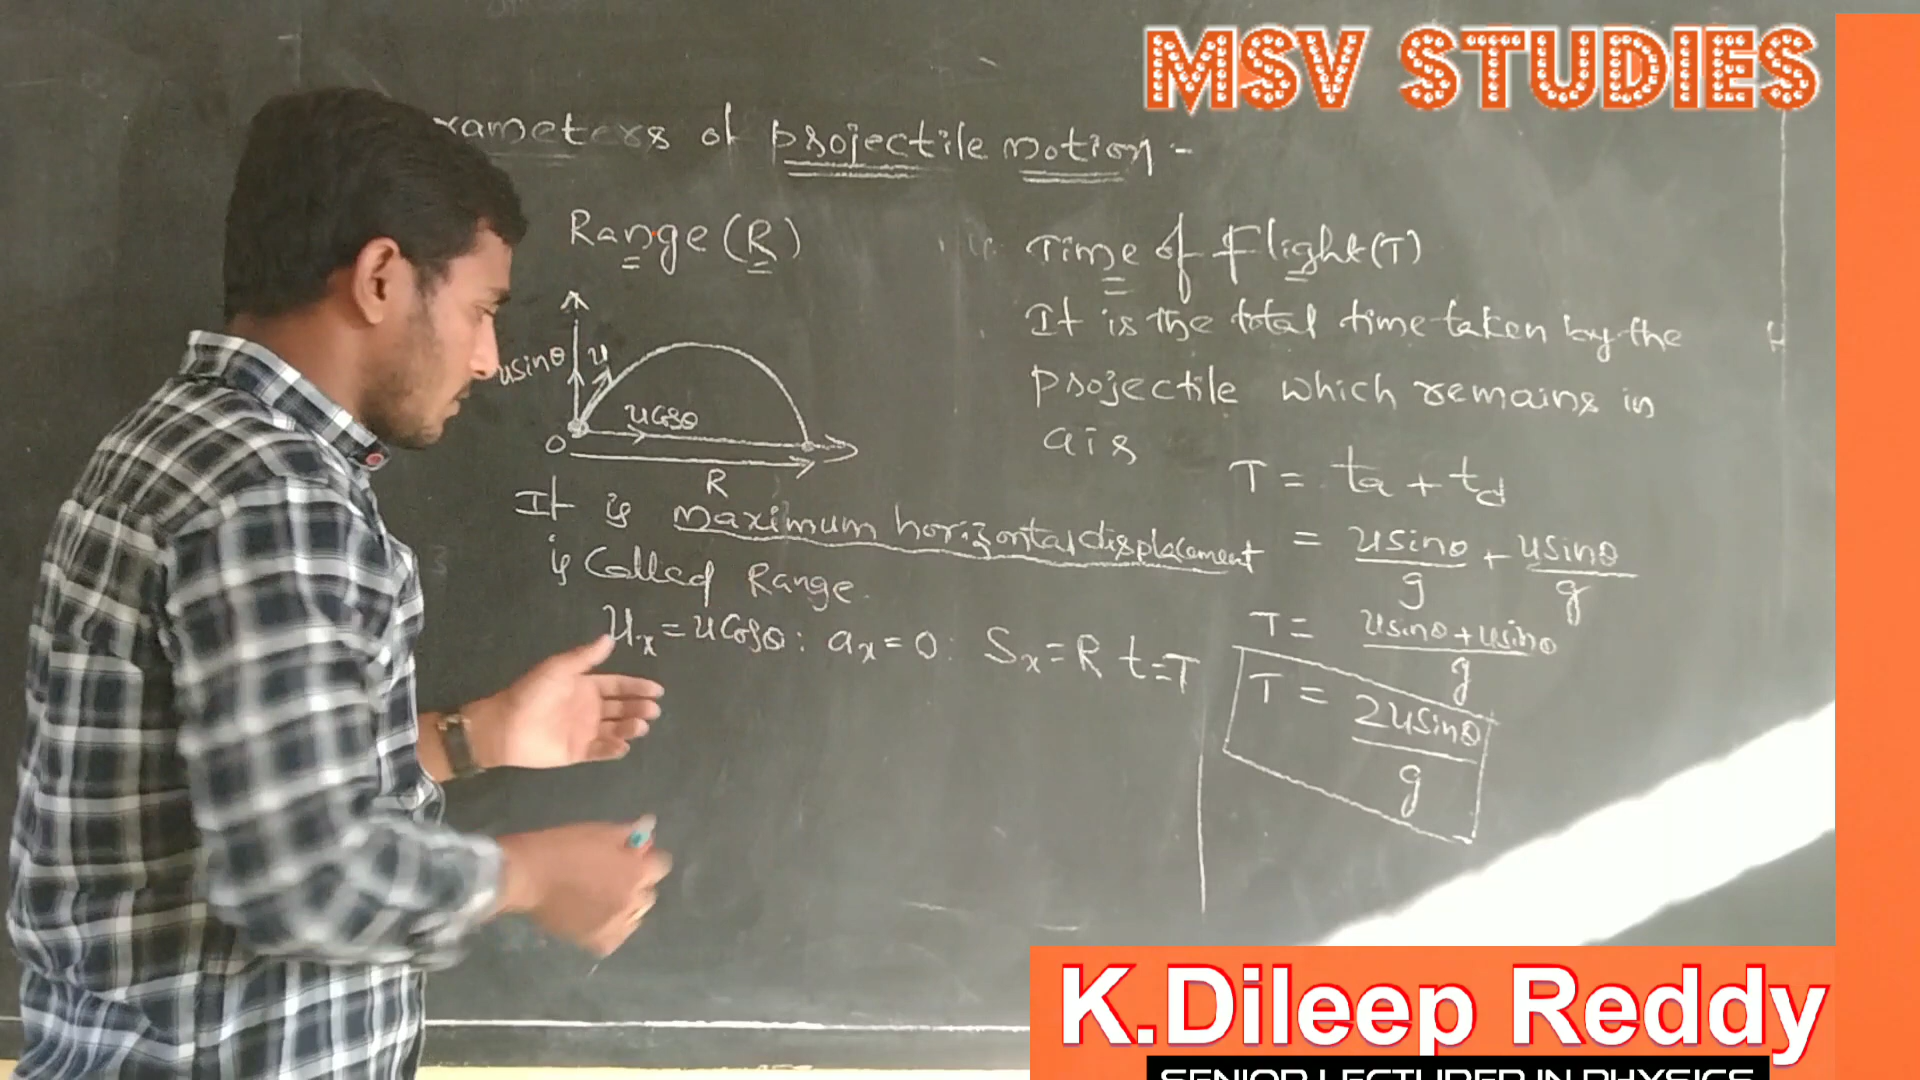 MSV STUDIES
rameters of projectile motion -
Range (R)
usinθ
u
ucosθ
O
R
It is maximum horizontal displacement
is Called Range.
Ux = uCosθ : ax = 0 : Sx = R t = T
Time of Flight (T)
It is the total time taken by the
projectile which remains in
air
T = ta + td
= usinθ/g + usinθ/g
T = usinθ + usinθ/g
T = 2usinθ/g
H
K.Dileep Reddy
SENIOR LECTURER IN PHYSICS